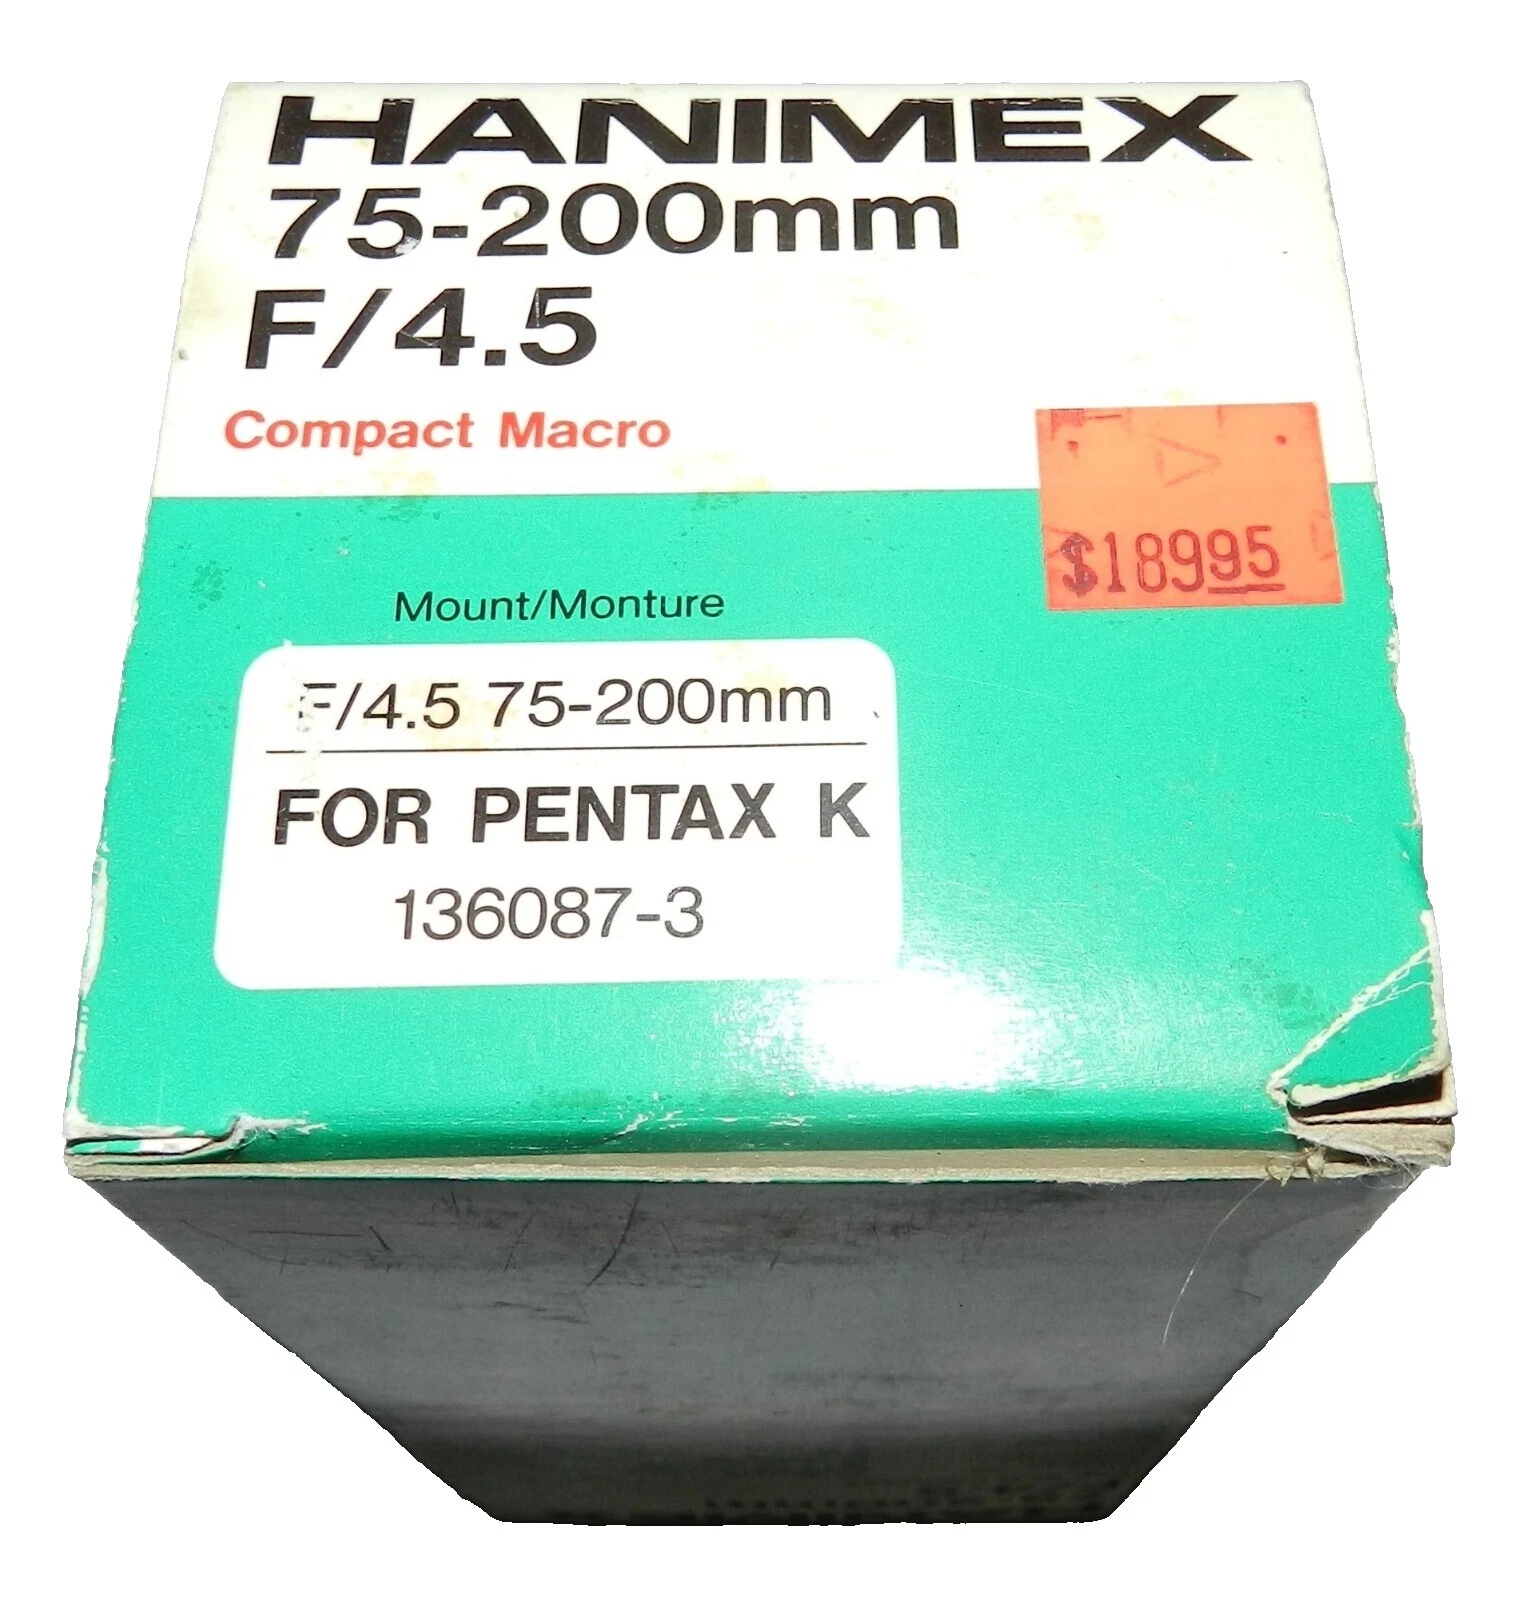 HANIMEX
75-200mm
F/4.5
Compact Macro
$18995
Mount/Monture
F/4.5 75-200mm
FOR PENTAX K
136087-3